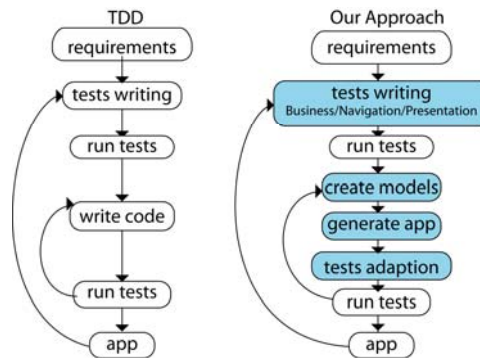 TDD
requirements
tests writing
run tests
write code
run tests
app
Our Approach
requirements
tests writing
Business/Navigation/Presentation
run tests
create models
generate app
tests adaption
run tests
app